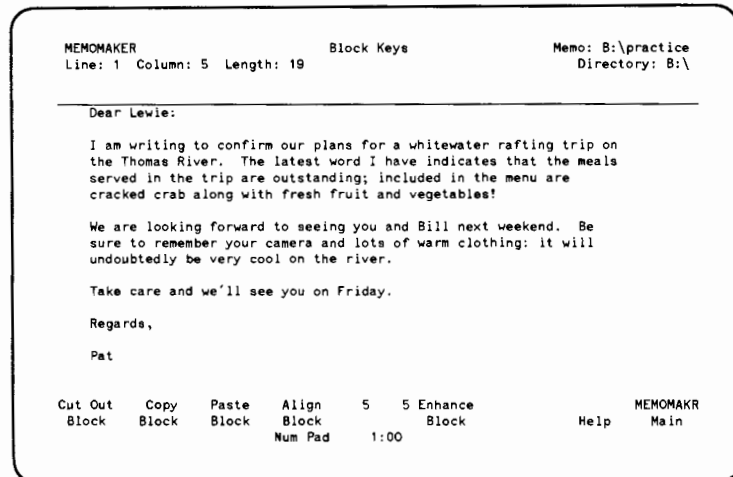 MEMOMAKER Block Keys Memo: B:\practice
Line: 1 Column: 5 Length: 19 Directory: B:\
Dear Lewie:
I am writing to confirm our plans for a whitewater rafting trip on
the Thomas River. The latest word I have indicates that the meals
served in the trip are outstanding; included in the menu are
cracked crab along with fresh fruit and vegetables!
We are looking forward to seeing you and Bill next weekend. Be
sure to remember your camera and lots of warm clothing: it will
undoubtedly be very cool on the river.
Take care and we'll see you on Friday.
Regards,
Pat
Cut Out Copy Paste Align 5 5 Enhance MEMOMAKR
Block Block Block Block Block Help Main
Num Pad 1:00